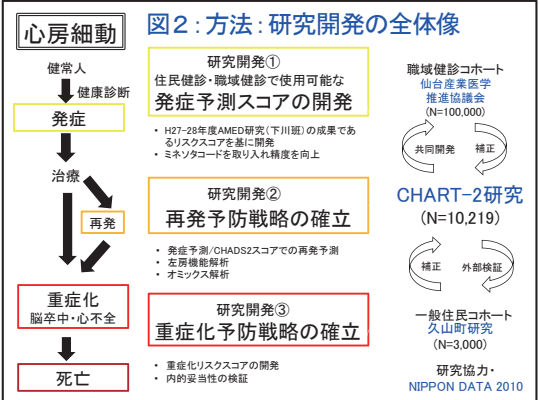 心房細動
図２:方法:研究開発の全体像
健常人
健康診断
発症
治療
再発
重症化
脳卒中・心不全
死亡
研究開発①
住民健診・職域健診で使用可能な
発症予測スコアの開発
• H27-28年度AMED研究(下川班)の成果であ
るリスクスコアを基に開発
• ミネソタコードを取り入れ精度を向上
研究開発②
再発予防戦略の確立
• 発症予測/CHADS2スコアでの再発予測
• 左房機能解析
• オミックス解析
研究開発③
重症化予防戦略の確立
• 重症化リスクスコアの開発
• 内的妥当性の検証
職域健診コホート
仙台産業医学
推進協議会
(N=100,000)
共同開発
補正
CHART-2研究
(N=10,219)
補正
外部検証
一般住民コホート
久山町研究
(N=3,000)
研究協力・
NIPPON DATA 2010